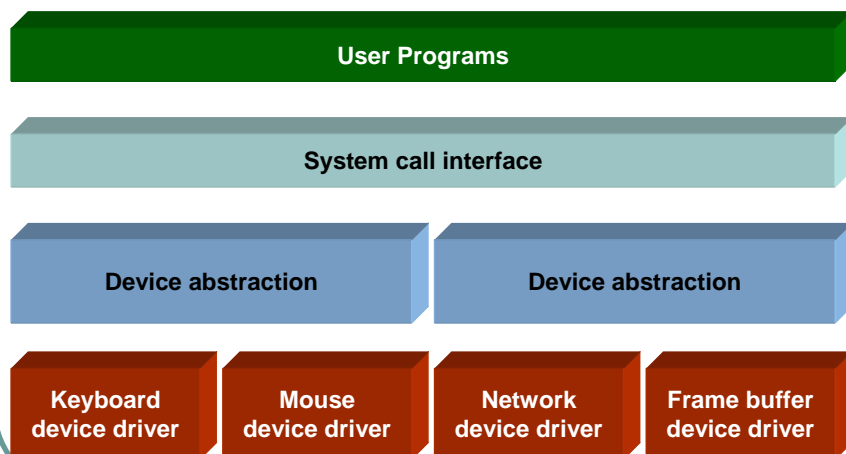 User Programs
System call interface
Device abstraction
Device abstraction
Keyboard
device driver
Mouse
device driver
Network
device driver
Frame buffer
device driver